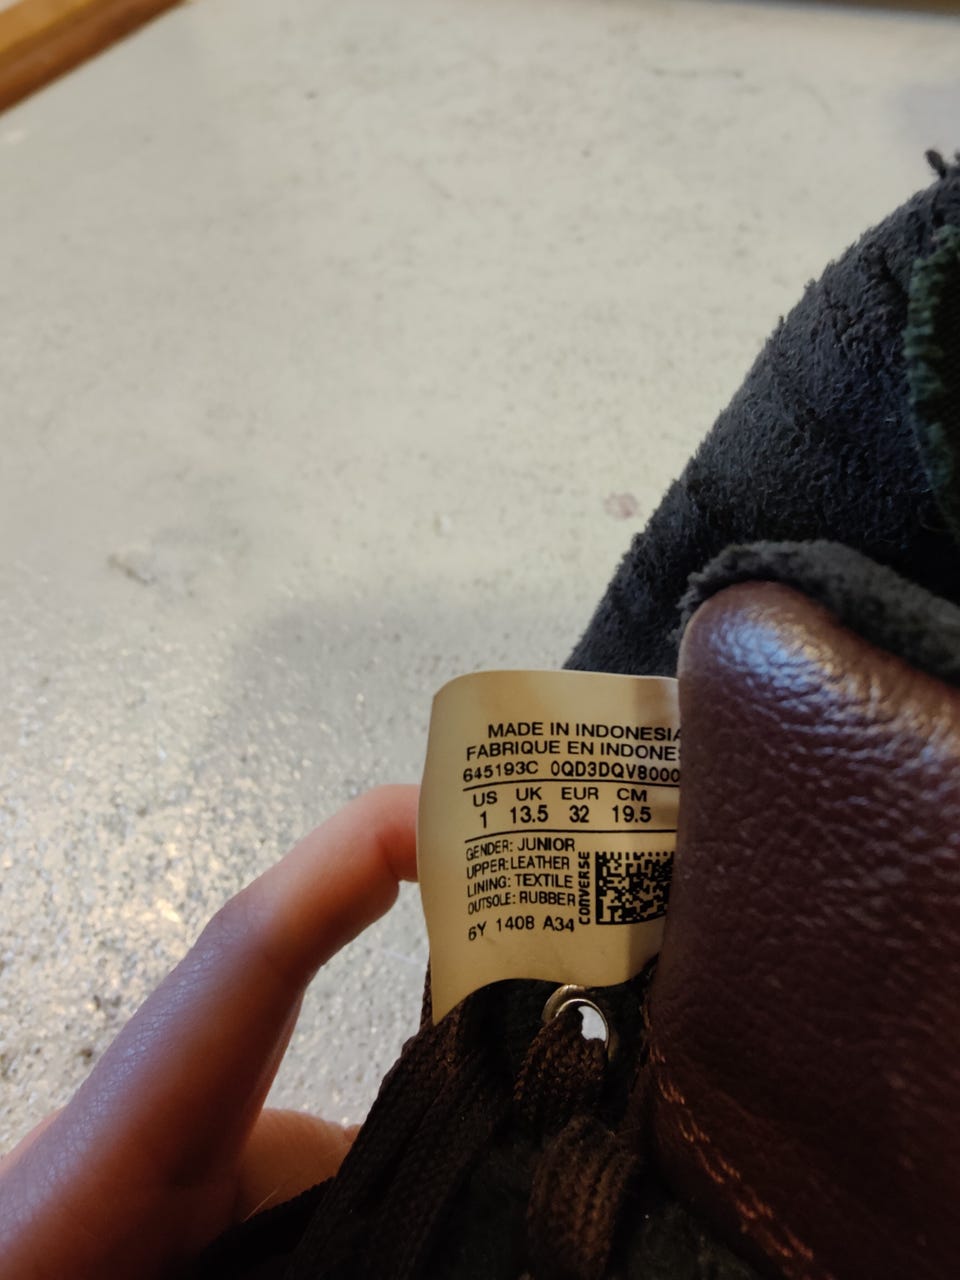 MADE IN INDONESIA
FABRIQUE EN INDONES
645193C 0QD3DQV8000
US UK EUR CM
1 13.5 32 19.5
GENDER: JUNIOR
UPPER: LEATHER
LINING: TEXTILE
OUTSOLE: RUBBER
CONVERSE
6Y 1408 A34